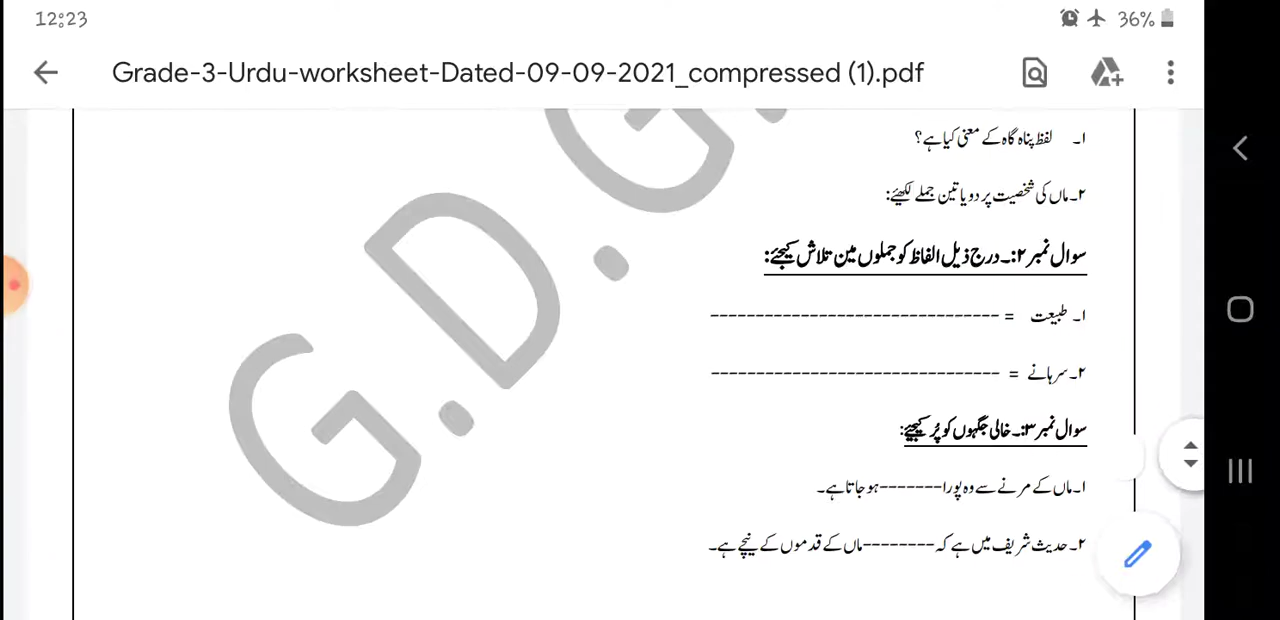 12:23
36%
Grade-3-Urdu-worksheet-Dated-09-09-2021_compressed (1).pdf
۱۔ لفظ پناہ گاہ کے معنی کیا ہے؟
۲۔ماں کی شخصیت پر دو یا تین جملے لکھیئے:
سوال نمبر ۲:۔درج ذیل الفاظ کو جملوں مین تلاش کیجئے:
۱۔ طبیعت = --------------------------------
۲۔سرہانے = --------------------------------
سوال نمبر ۳:۔خالی جگہوں کو پُر کیجیئے:
۱۔ماں کے مرنے سے وہ پورا-------ہو جاتا ہے۔
۲۔حدیث شریف میں ہے کہ--------ماں کے قدموں کے نیچے ہے۔
G.D.G.